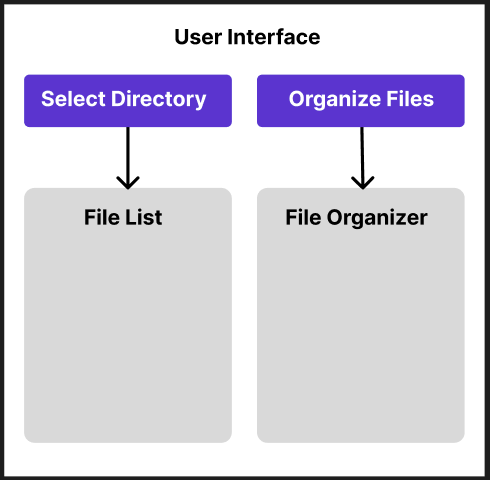 User Interface
Select Directory
Organize Files
File List
File Organizer